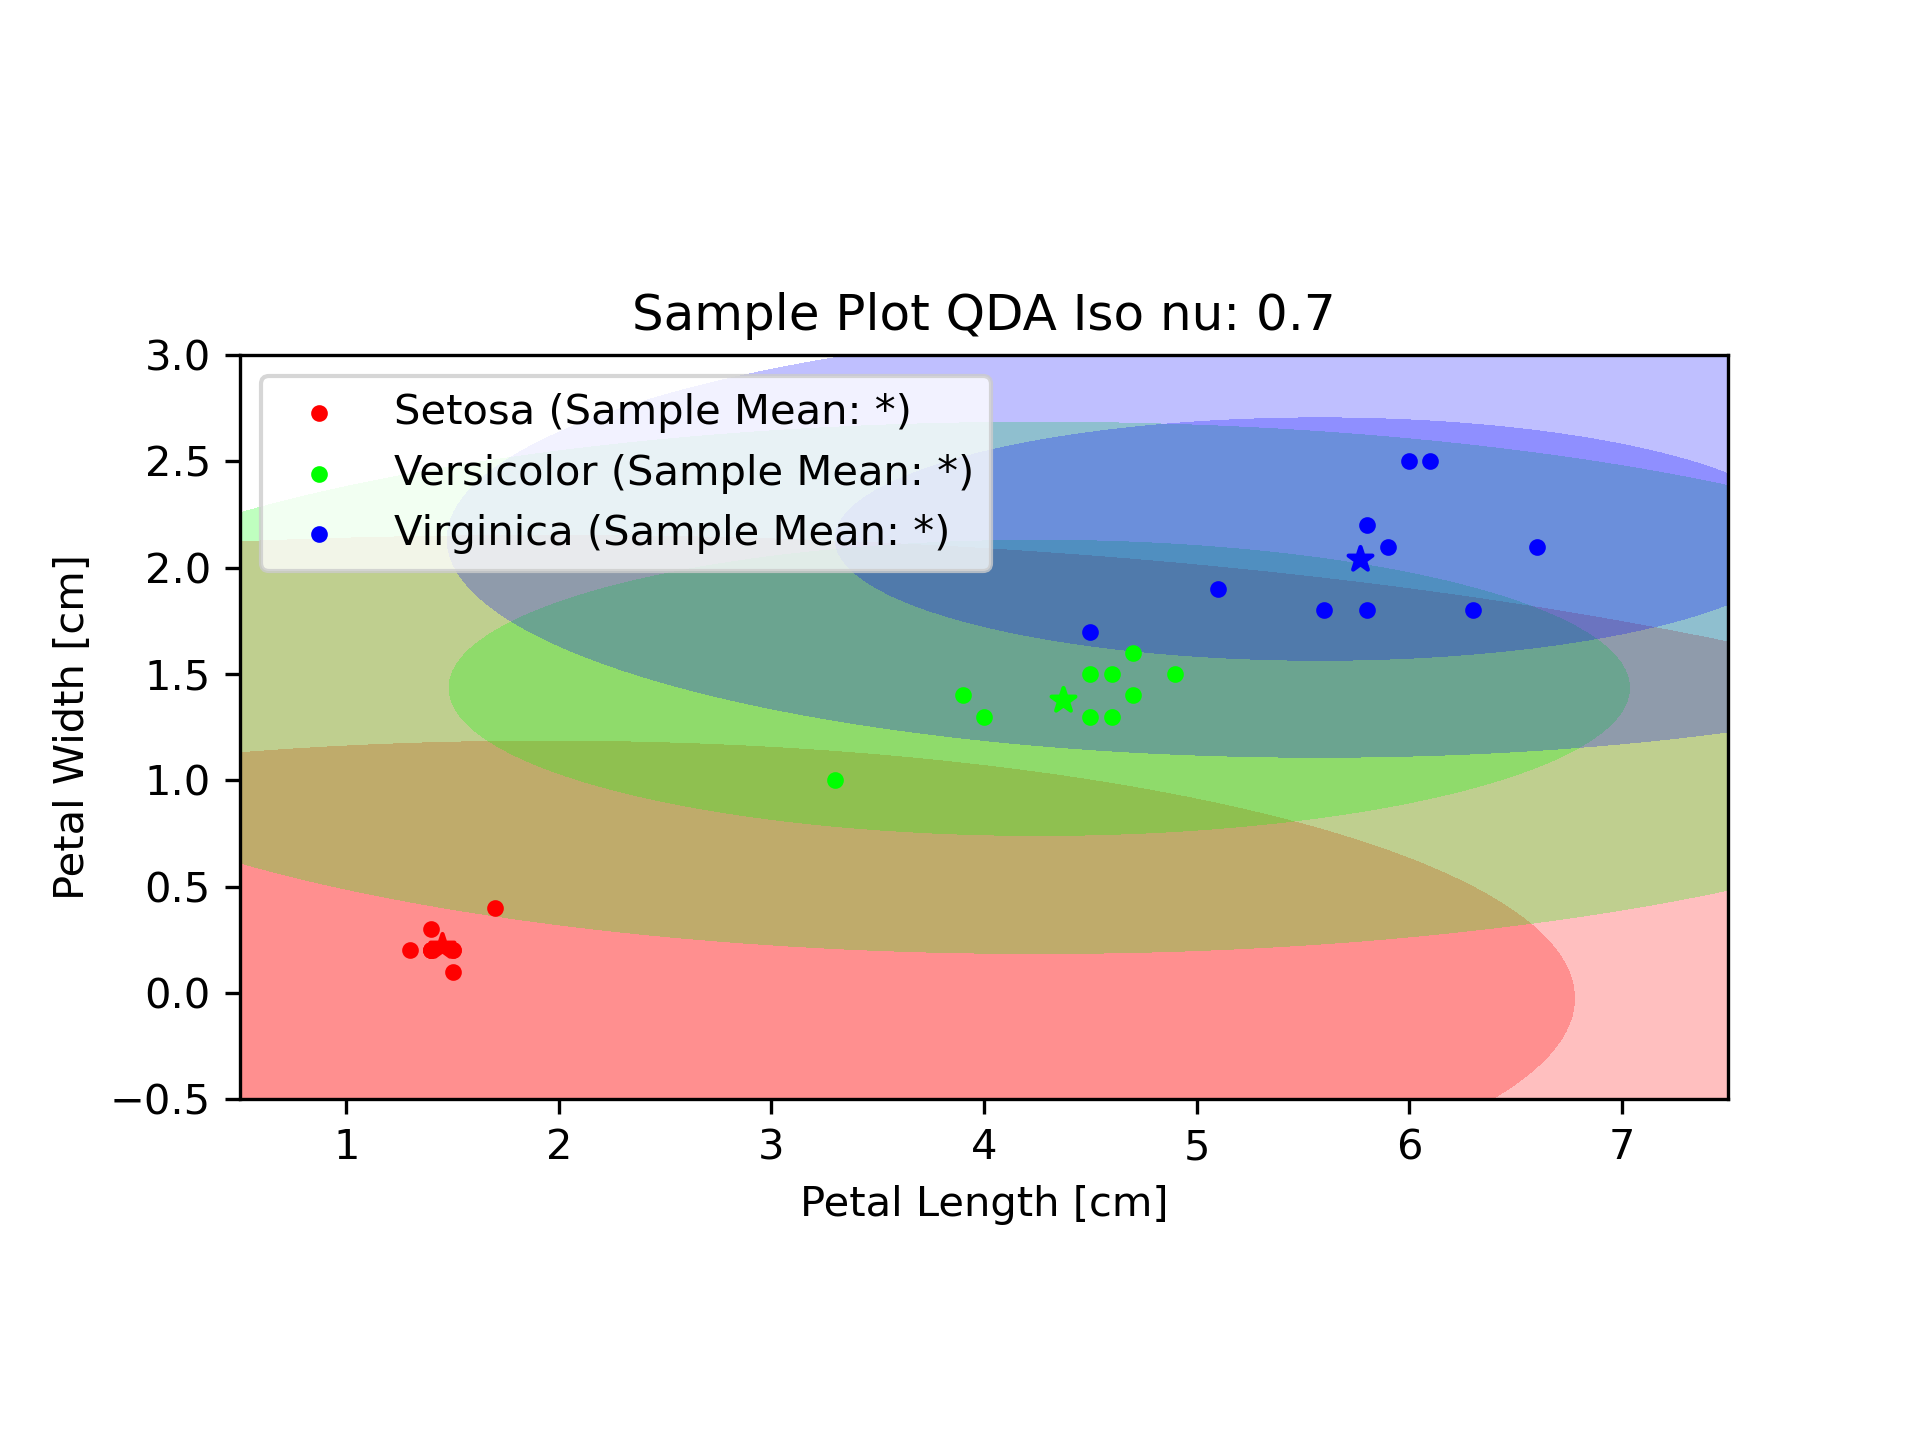 Sample Plot QDA Iso nu: 0.7
Setosa (Sample Mean: *)
Versicolor (Sample Mean: *)
Virginica (Sample Mean: *)
3.0
2.5
2.0
1.5
1.0
0.5
0.0
−0.5
Petal Width [cm]
1 2 3 4 5 6 7
Petal Length [cm]